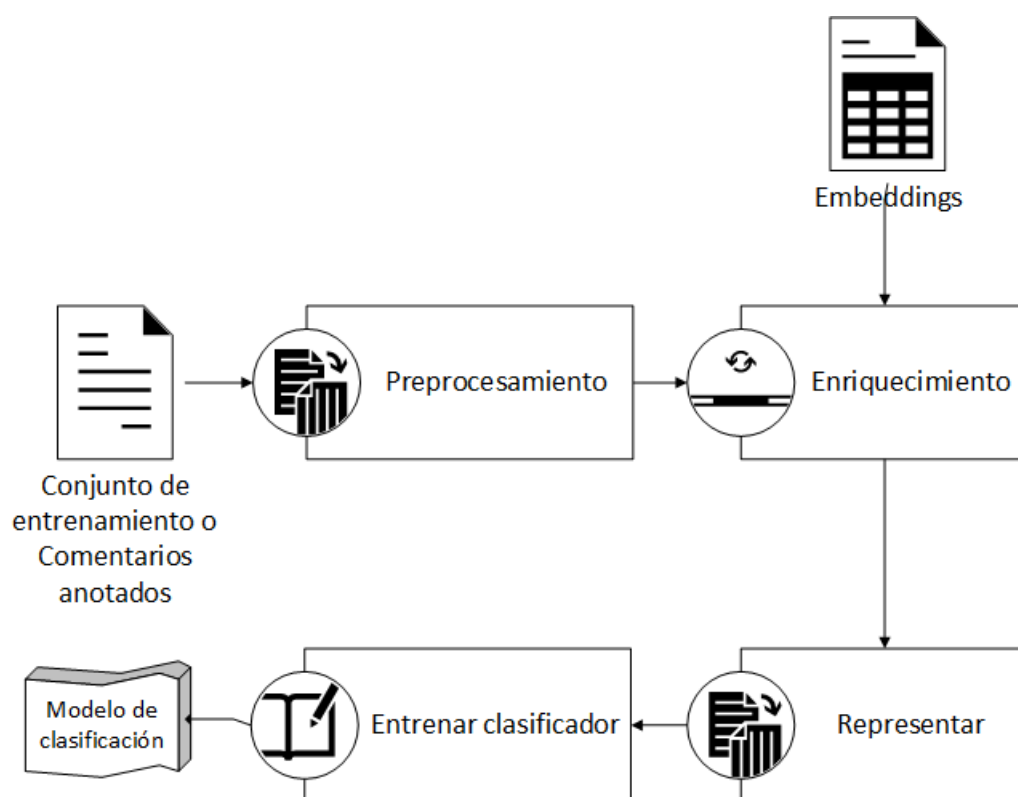 Embeddings
Preprocesamiento
Enriquecimiento
Conjunto de
entrenamiento o
Comentarios
anotados
Modelo de
clasificación
Entrenar clasificador
Representar